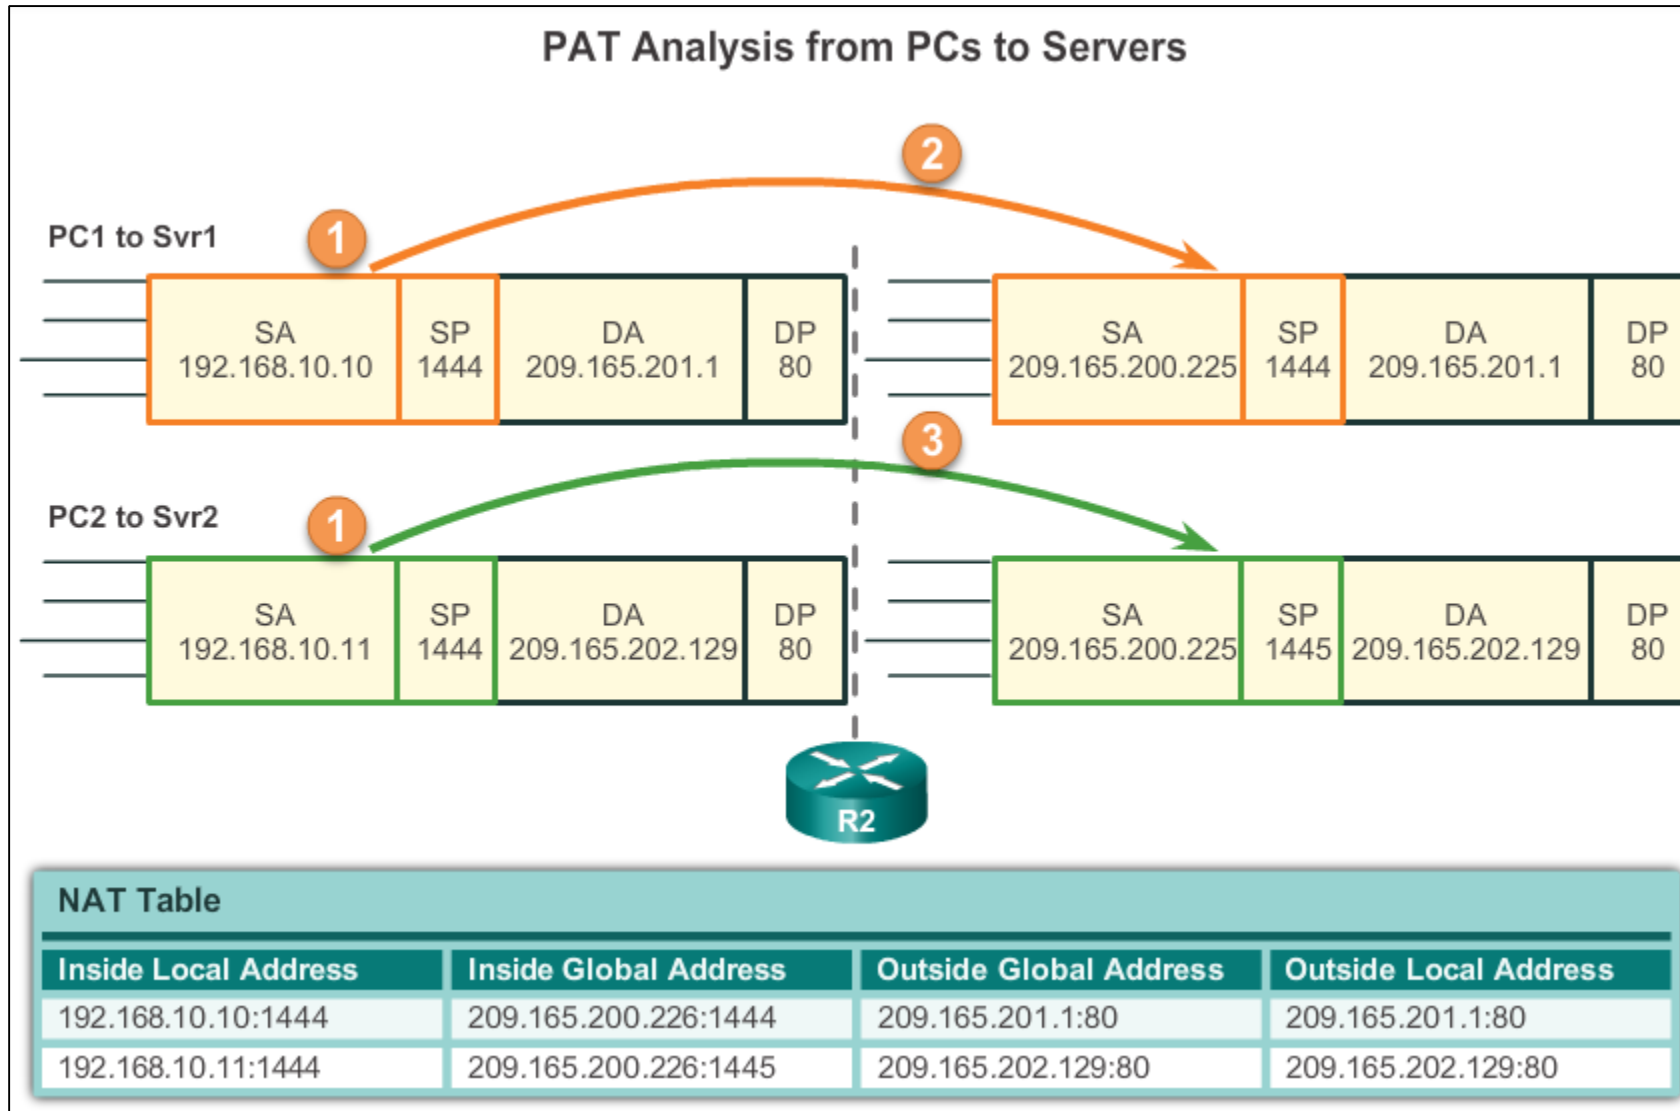 PAT Analysis from PCs to Servers
2
PC1 to Svr1
1
SA SP DA DP SA SP DA DP
192.168.10.10 1444 209.165.201.1 80 209.165.200.225 1444 209.165.201.1 80
3
PC2 to Svr2
1
SA SP DA DP SA SP DA DP
192.168.10.11 1444 209.165.202.129 80 209.165.200.225 1445 209.165.202.129 80
R2
NAT Table
Inside Local Address Inside Global Address Outside Global Address Outside Local Address
192.168.10.10:1444 209.165.200.226:1444 209.165.201.1:80 209.165.201.1:80
192.168.10.11:1444 209.165.200.226:1445 209.165.202.129:80 209.165.202.129:80